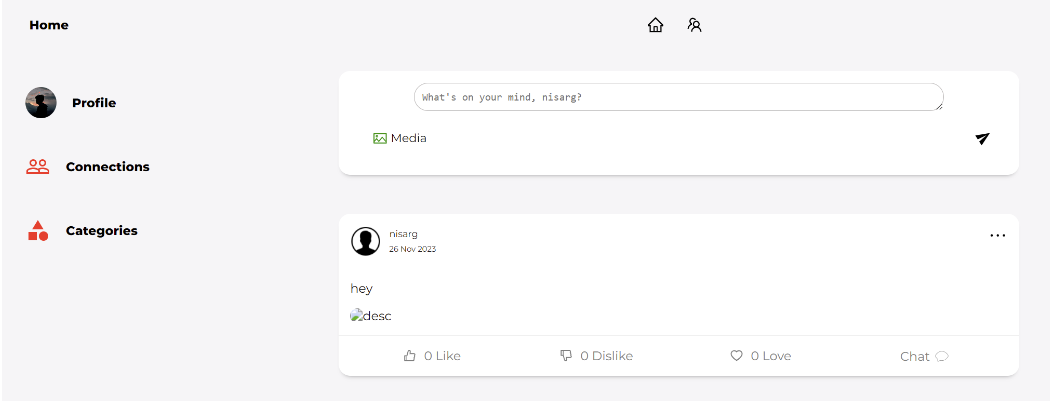 Home
Profile
Connections
Categories
What's on your mind, nisarg?
Media
nisarg
26 Nov 2023
hey
desc
0 Like
0 Dislike
0 Love
Chat